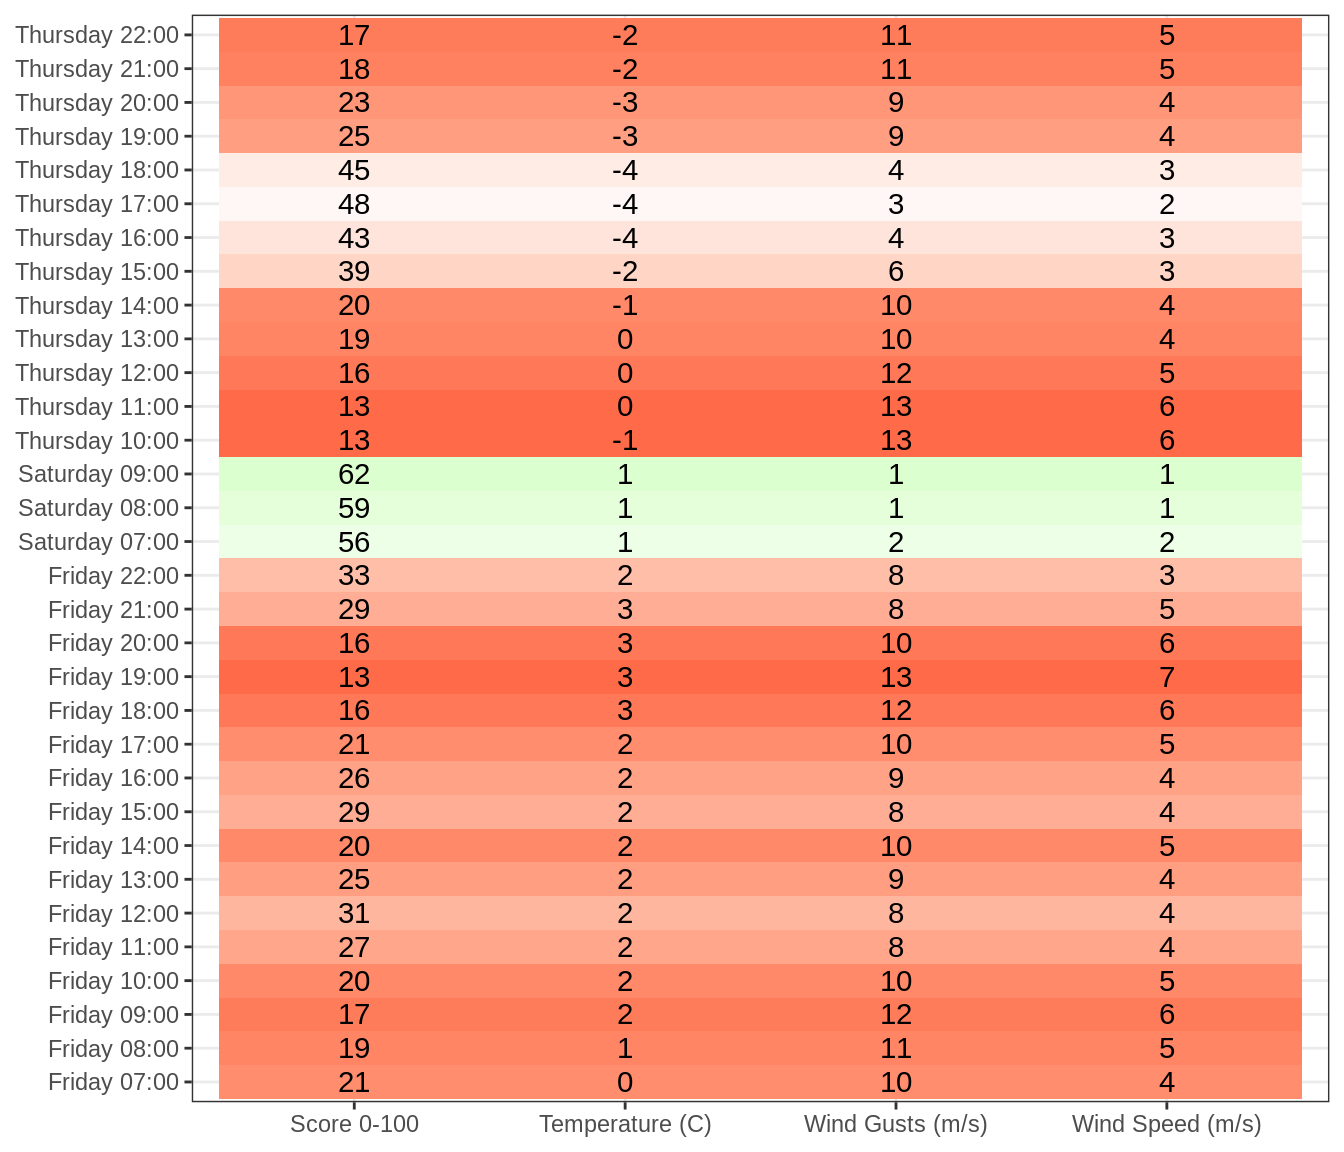 Thursday 22:00 17 -2 11 5
Thursday 21:00 18 -2 11 5
Thursday 20:00 23 -3 9 4
Thursday 19:00 25 -3 9 4
Thursday 18:00 45 -4 4 3
Thursday 17:00 48 -4 3 2
Thursday 16:00 43 -4 4 3
Thursday 15:00 39 -2 6 3
Thursday 14:00 20 -1 10 4
Thursday 13:00 19 0 10 4
Thursday 12:00 16 0 12 5
Thursday 11:00 13 0 13 6
Thursday 10:00 13 -1 13 6
Saturday 09:00 62 1 1 1
Saturday 08:00 59 1 1 1
Saturday 07:00 56 1 2 2
Friday 22:00 33 2 8 3
Friday 21:00 29 3 8 5
Friday 20:00 16 3 10 6
Friday 19:00 13 3 13 7
Friday 18:00 16 3 12 6
Friday 17:00 21 2 10 5
Friday 16:00 26 2 9 4
Friday 15:00 29 2 8 4
Friday 14:00 20 2 10 5
Friday 13:00 25 2 9 4
Friday 12:00 31 2 8 4
Friday 11:00 27 2 8 4
Friday 10:00 20 2 10 5
Friday 09:00 17 2 12 6
Friday 08:00 19 1 11 5
Friday 07:00 21 0 10 4
Score 0-100 Temperature (C) Wind Gusts (m/s) Wind Speed (m/s)